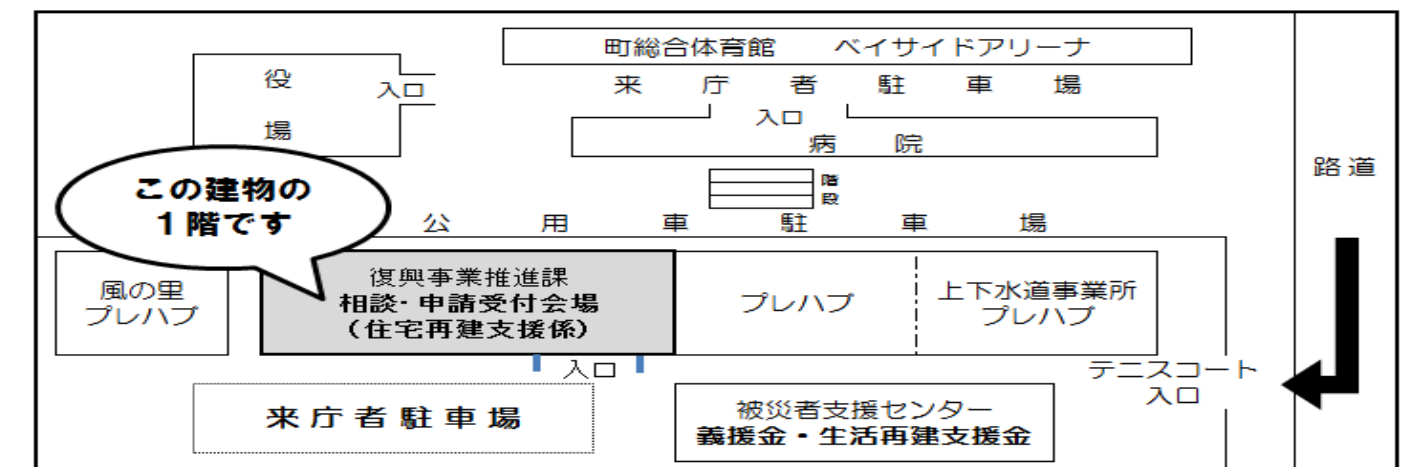 町総合体育館 ベイサイドアリーナ
役場
入口
来庁者駐車場
入口
病院
階段
路道
この建物の
１階です
公用車駐車場
風の里
プレハブ
復興事業推進課
相談・申請受付会場
（住宅再建支援係）
プレハブ
上下水道事業所
プレハブ
入口
テニスコート
入口
来庁者駐車場
被災者支援センター
義援金・生活再建支援金